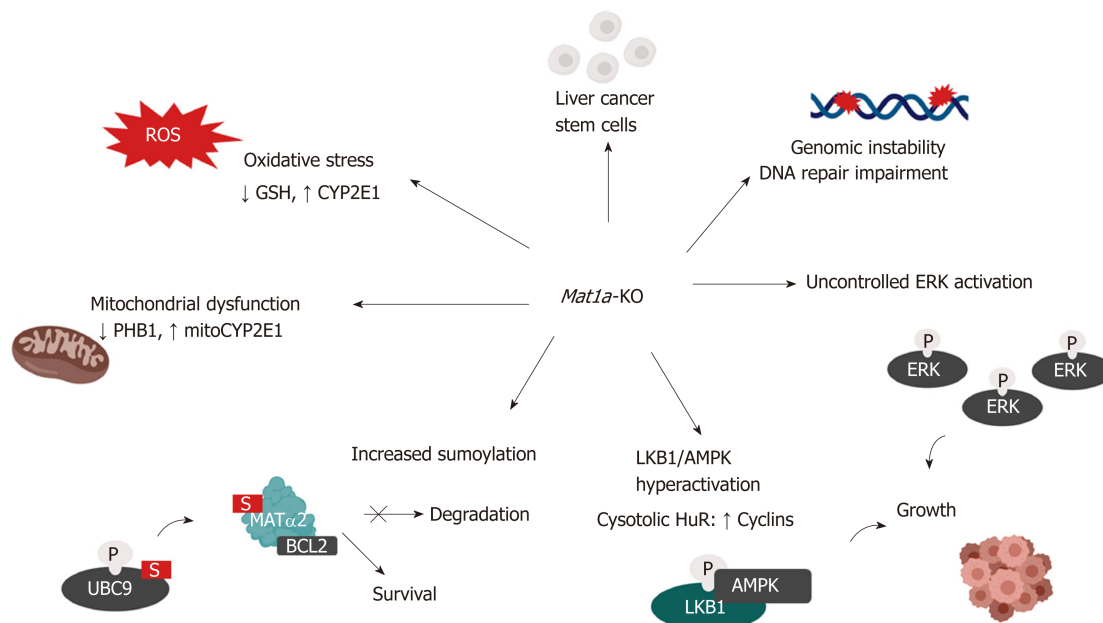 Liver cancer
stem cells
ROS
Oxidative stress
↓ GSH, ↑ CYP2E1
Genomic instability
DNA repair impairment
Mat1a-KO
Uncontrolled ERK activation
Mitochondrial dysfunction
↓ PHB1, ↑ mitoCYP2E1
P
ERK
P
ERK
P
ERK
Increased sumoylation
S
MATα2
BCL2
Degradation
Survival
P
S
UBC9
LKB1/AMPK
hyperactivation
Cysotolic HuR: ↑ Cyclins
P
AMPK
LKB1
Growth